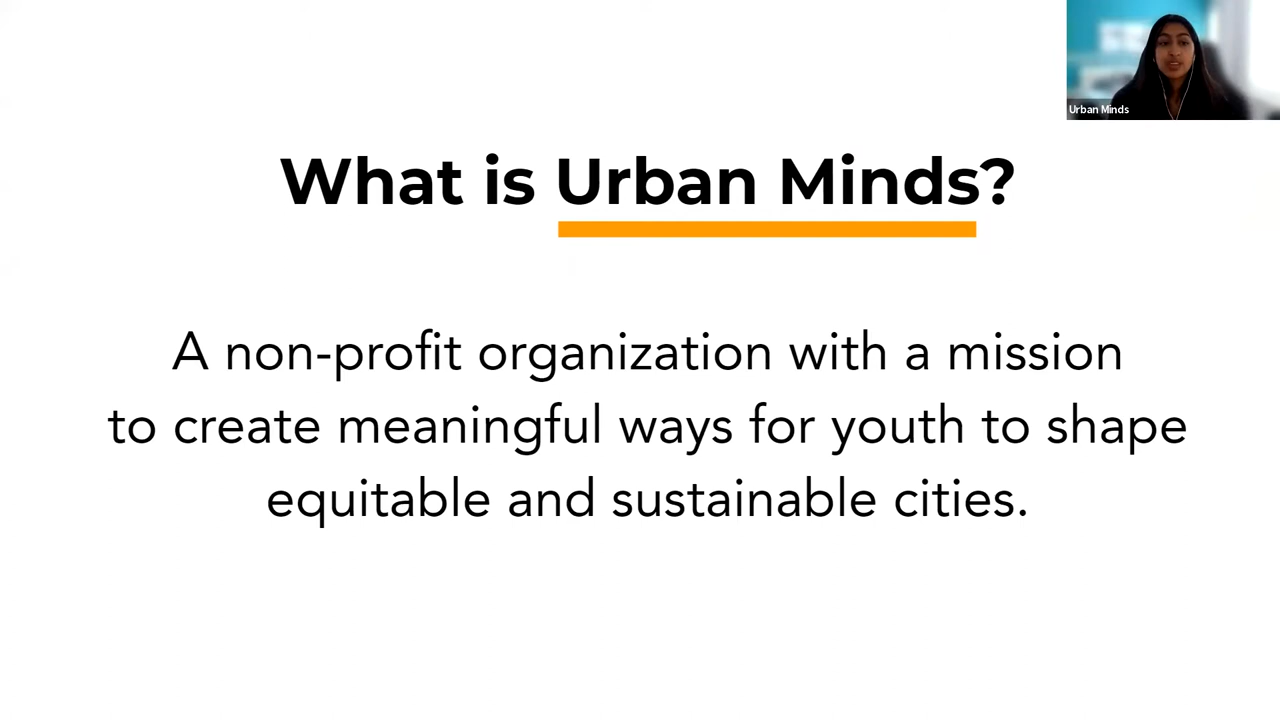 Urban Minds
What is Urban Minds?
A non-profit organization with a mission
to create meaningful ways for youth to shape
equitable and sustainable cities.